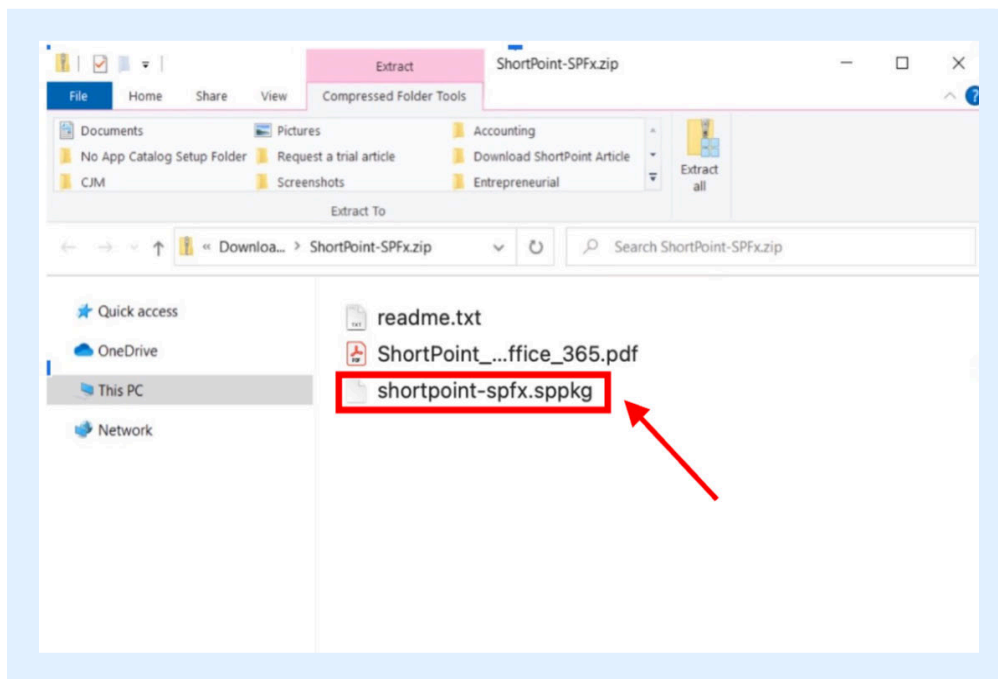 Extract
ShortPoint-SPFx.zip
File Home Share View Compressed Folder Tools ?
Documents Pictures Accounting
No App Catalog Setup Folder Request a trial article Download ShortPoint Article
CJM Screenshots Entrepreneurial
Extract all
Extract To
« Downloa... > ShortPoint-SPFx.zip Search ShortPoint-SPFx.zip
Quick access
OneDrive
This PC
Network
TXT readme.txt
PDF ShortPoint_...ffice_365.pdf
shortpoint-spfx.sppkg